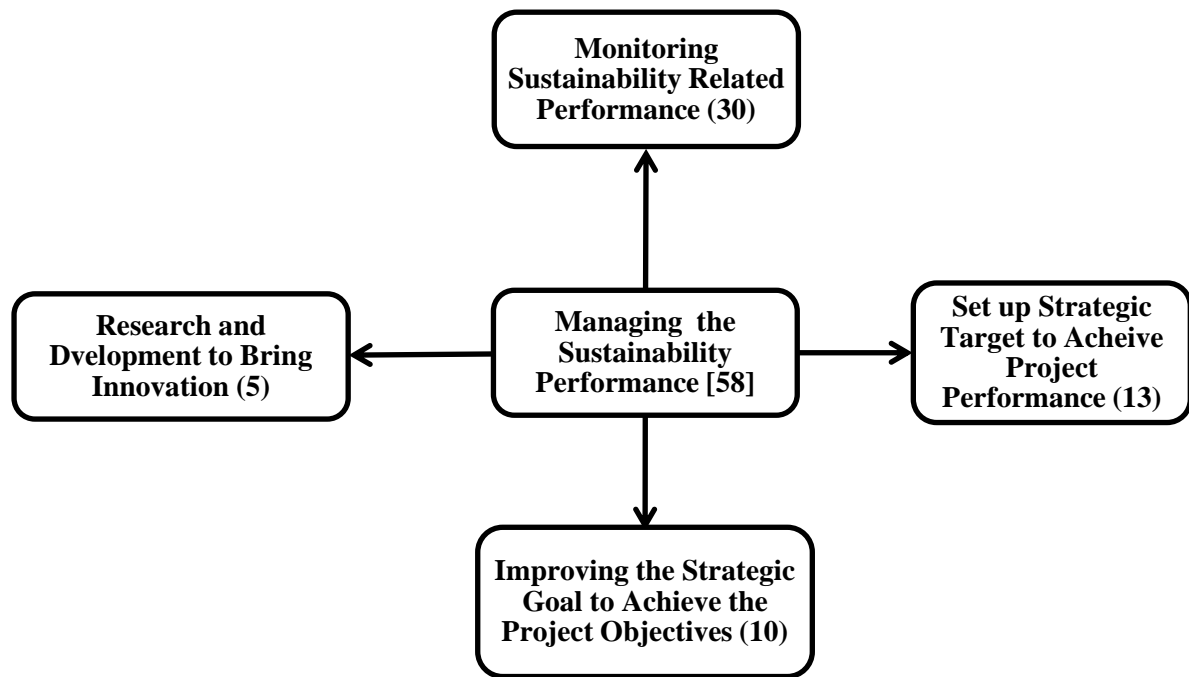 Monitoring
Sustainability Related
Performance (30)
Research and
Dvelopment to Bring
Innovation (5)
Managing the
Sustainability
Performance [58]
Set up Strategic
Target to Acheive
Project
Performance (13)
Improving the Strategic
Goal to Achieve the
Project Objectives (10)